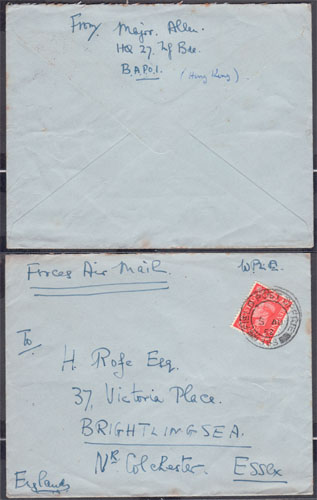 From Major. Allen.
HQ 27. Inf Bde.
B.A.P.O.1.
(Hong Kong)
Forces Air Mail.
To
H. Rofe Esq.
37, Victoria Place.
BRIGHTLINGSEA.
Nr Colchester. ESSEX
England